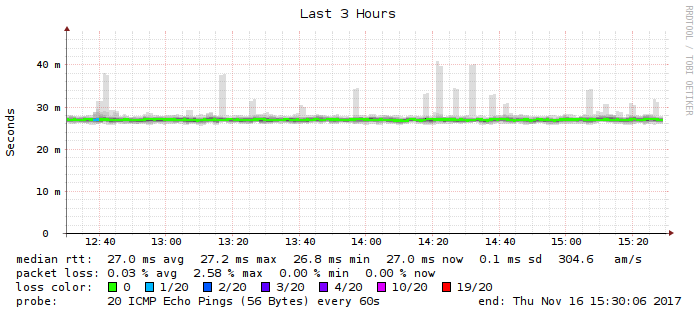 Last 3 Hours
RRDTOOL / TOBI OETIKER
Seconds
40 m
30 m
20 m
10 m
0
12:40 13:00 13:20 13:40 14:00 14:20 14:40 15:00 15:20
median rtt: 27.0 ms avg 27.2 ms max 26.8 ms min 27.0 ms now 0.1 ms sd 304.6 am/s
packet loss: 0.03 % avg 2.58 % max 0.00 % min 0.00 % now
loss color: 0 1/20 2/20 3/20 4/20 10/20 19/20
probe: 20 ICMP Echo Pings (56 Bytes) every 60s end: Thu Nov 16 15:30:06 2017